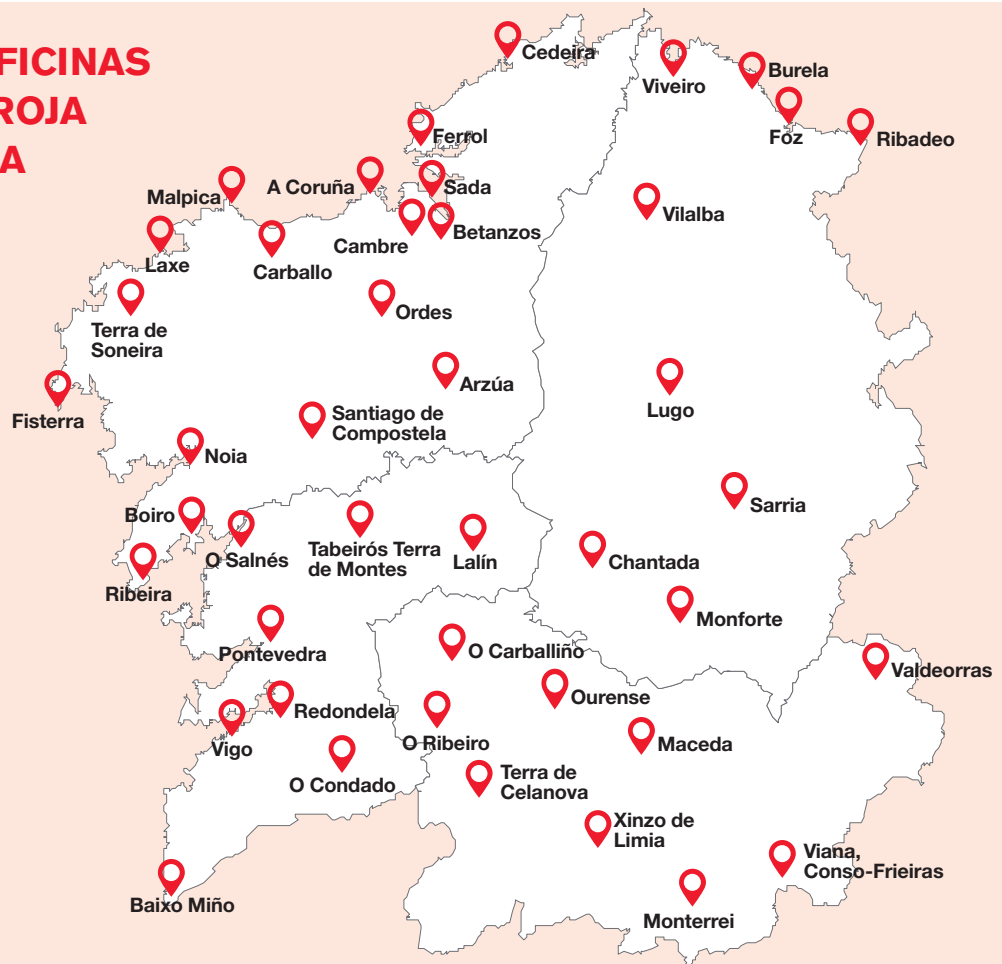 FICINAS
ROJA
A
Cedeira
Viveiro
Burela
Foz
Ribadeo
Ferrol
Malpica
A Coruña
Sada
Vilalba
Cambre
Betanzos
Laxe
Carballo
Ordes
Terra de
Soneira
Arzúa
Lugo
Fisterra
Santiago de
Compostela
Noia
Sarria
Boiro
O Salnés
Tabeirós Terra
de Montes
Lalín
Chantada
Ribeira
Monforte
Pontevedra
O Carballiño
Valdeorras
Ourense
Redondela
Vigo
O Ribeiro
Maceda
O Condado
Terra de
Celanova
Xinzo de
Limia
Viana,
Conso-Frieiras
Baixo Miño
Monterrei